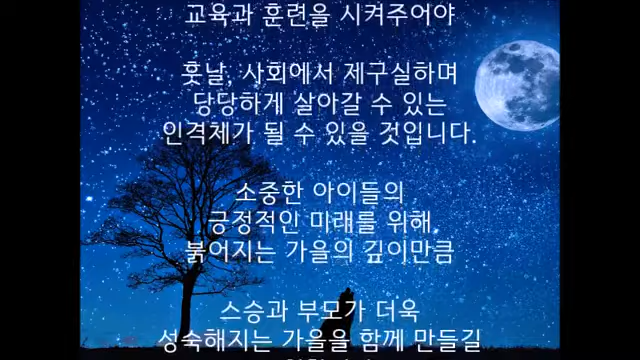 교육과 훈련을 시켜주어야
훗날, 사회에서 제구실하며
당당하게 살아갈 수 있는
인격체가 될 수 있을 것입니다.
소중한 아이들의
긍정적인 미래를 위해,
붉어지는 가을의 깊이만큼
스승과 부모가 더욱
성숙해지는 가을을 함께 만들길